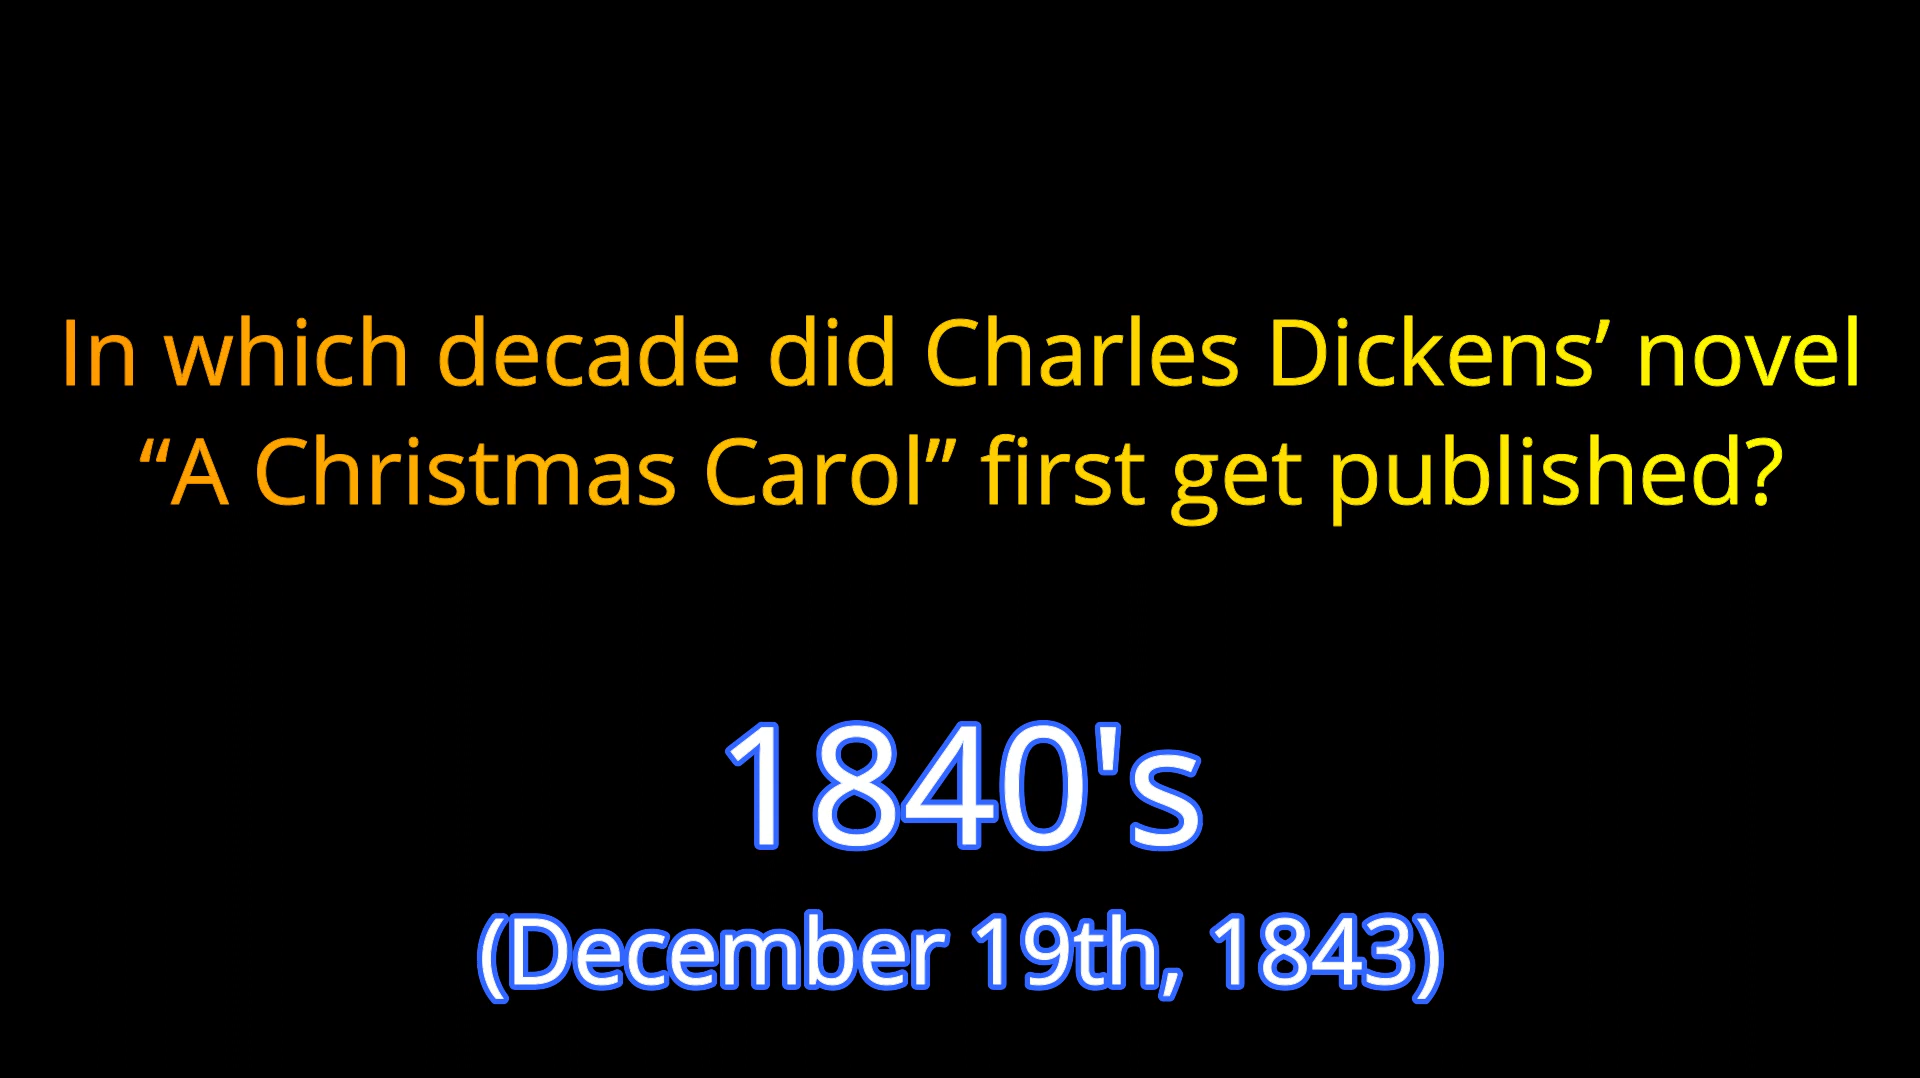 In which decade did Charles Dickens’ novel
“A Christmas Carol” first get published?
1840's
(December 19th, 1843)